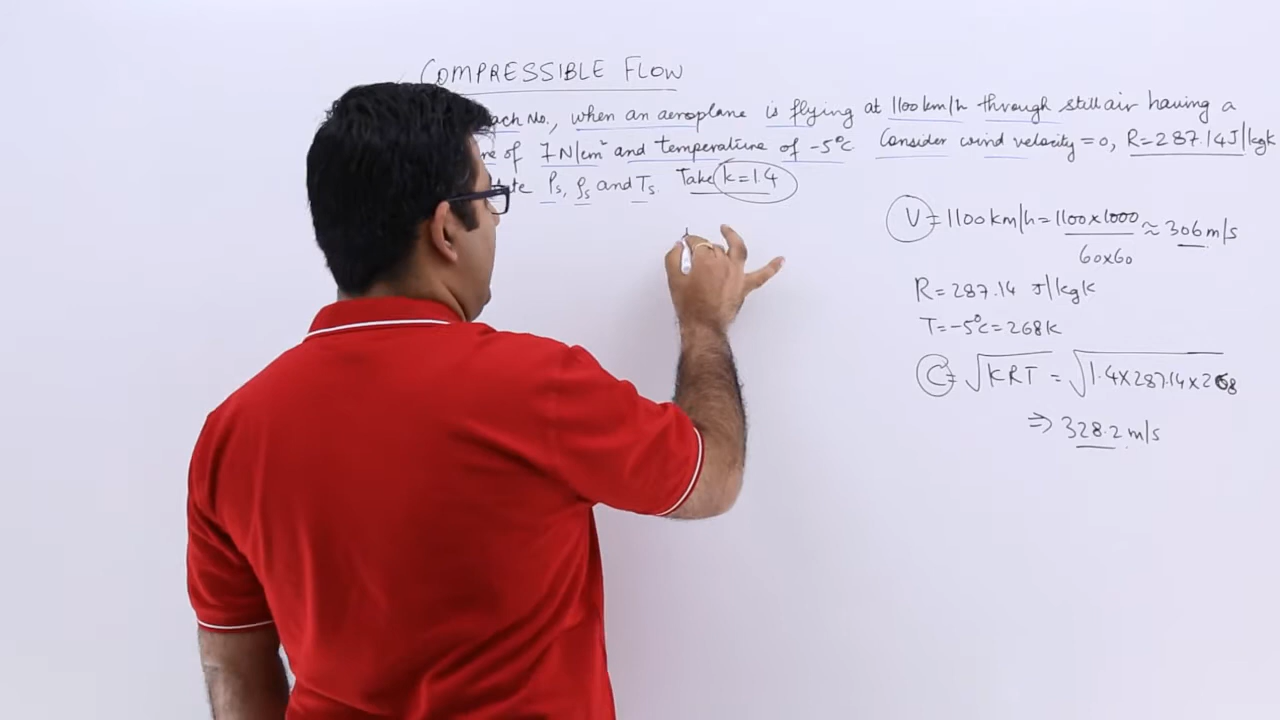 COMPRESSIBLE FLOW
ach No., when an aeroplane is flying at 1100 km/h through still air having a
re of 7 N/cm² and temperature of -5°C Consider wind velocity = 0, R = 287.14 J/kgk
Ps, ρs and Ts. Take k = 1.4
V = 1100 km/h = 1100 x 1000 / 60 x 60 ≈ 306 m/s
R = 287.14 J/kgk
T = -5°C = 268 k
C = √KRT = √1.4 x 287.14 x 268
⇒ 328.2 m/s